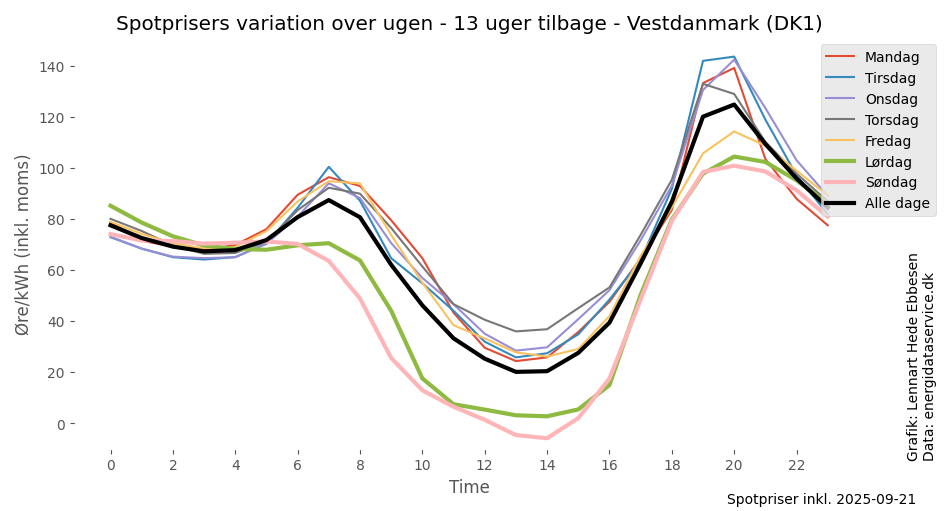 Spotprisers variation over ugen - 13 uger tilbage - Vestdanmark (DK1)
Mandag
Tirsdag
Onsdag
Torsdag
Fredag
Lørdag
Søndag
Alle dage
Øre/kWh (inkl. moms)
140
120
100
80
60
40
20
0
0 2 4 6 8 10 12 14 16 18 20 22
Time
Grafik: Lennart Hede Ebbesen
Data: energidataservice.dk
Spotpriser inkl. 2025-09-21